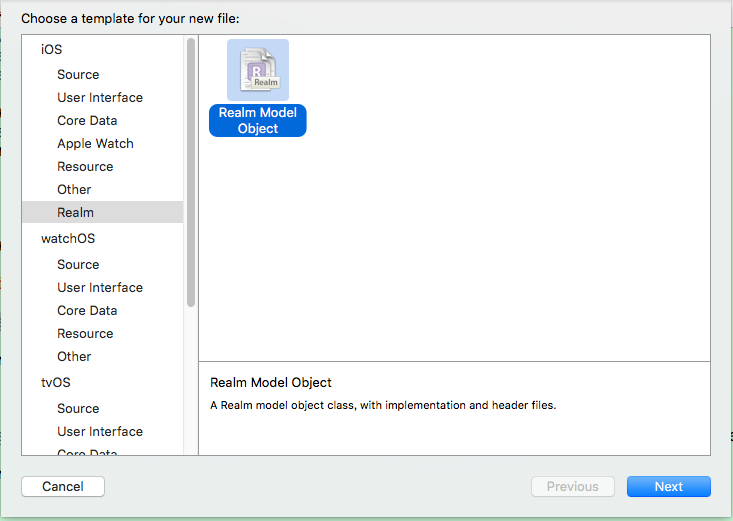 Choose a template for your new file:
iOS
Source
User Interface
Core Data
Apple Watch
Resource
Other
Realm
watchOS
Source
User Interface
Core Data
Resource
Other
tvOS
Source
User Interface
Core Data
R
Realm
Realm Model
Object
Realm Model Object
A Realm model object class, with implementation and header files.
Cancel
Previous
Next